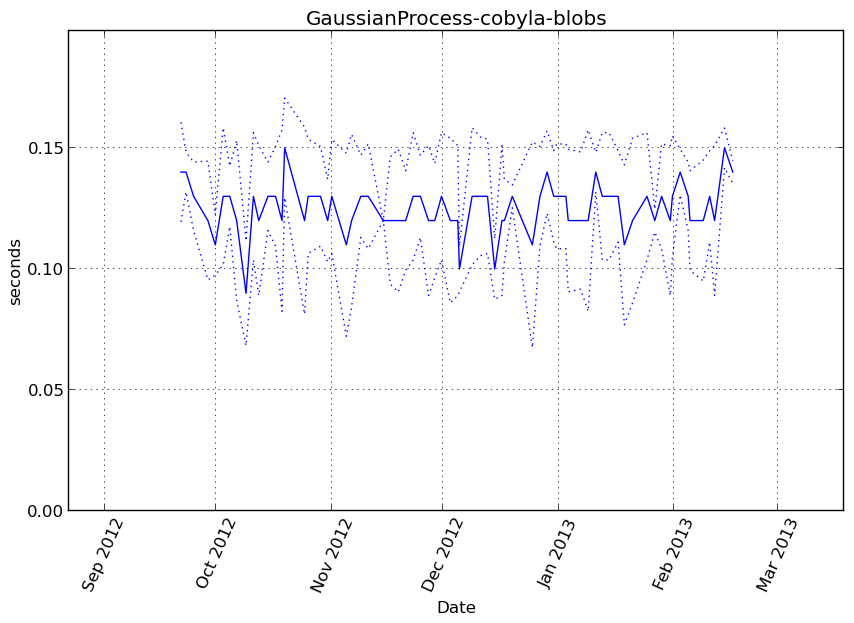 GaussianProcess-cobyla-blobs
seconds
0.15
0.10
0.05
0.00
Sep 2012
Oct 2012
Nov 2012
Dec 2012
Jan 2013
Feb 2013
Mar 2013
Date